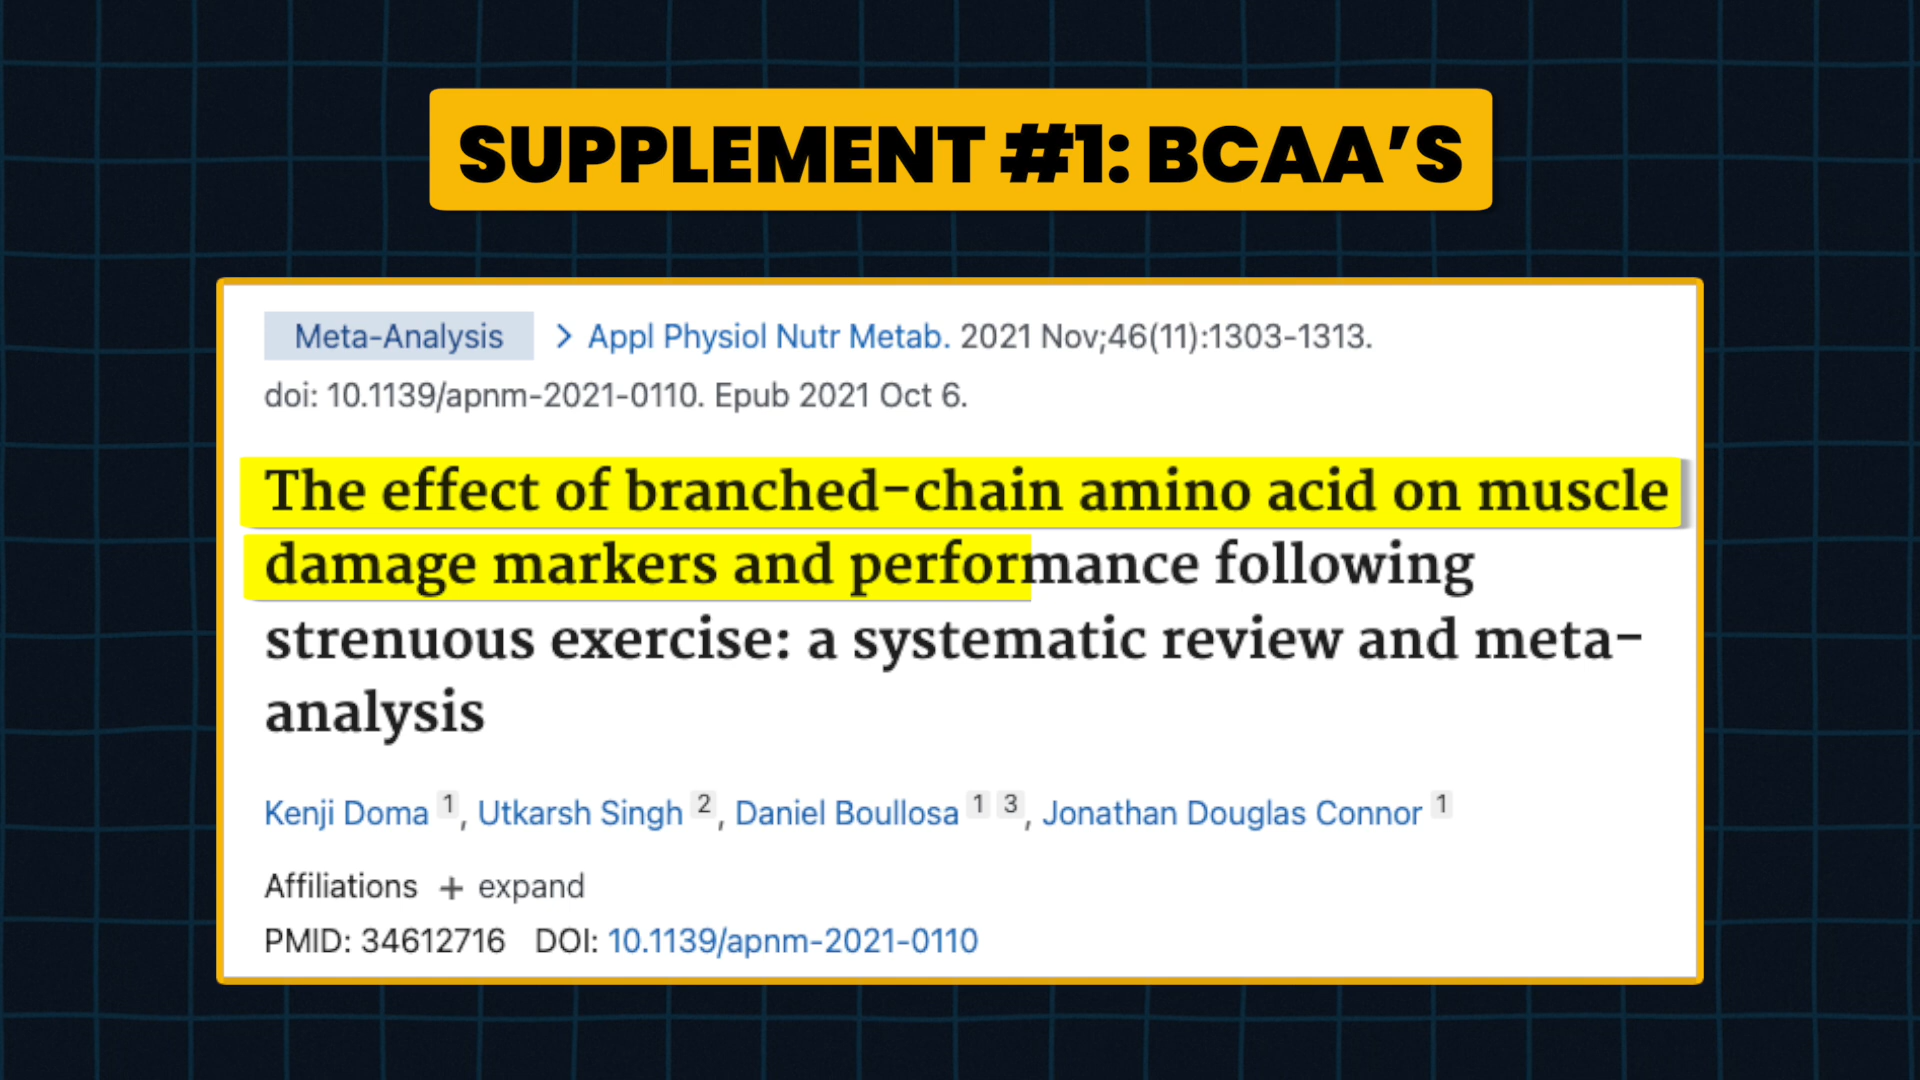 SUPPLEMENT #1: BCAA’S
Meta-Analysis > Appl Physiol Nutr Metab. 2021 Nov;46(11):1303-1313.
doi: 10.1139/apnm-2021-0110. Epub 2021 Oct 6.
The effect of branched-chain amino acid on muscle
damage markers and performance following
strenuous exercise: a systematic review and meta-
analysis
Kenji Doma 1, Utkarsh Singh 2, Daniel Boullosa 1 3, Jonathan Douglas Connor 1
Affiliations + expand
PMID: 34612716 DOI: 10.1139/apnm-2021-0110